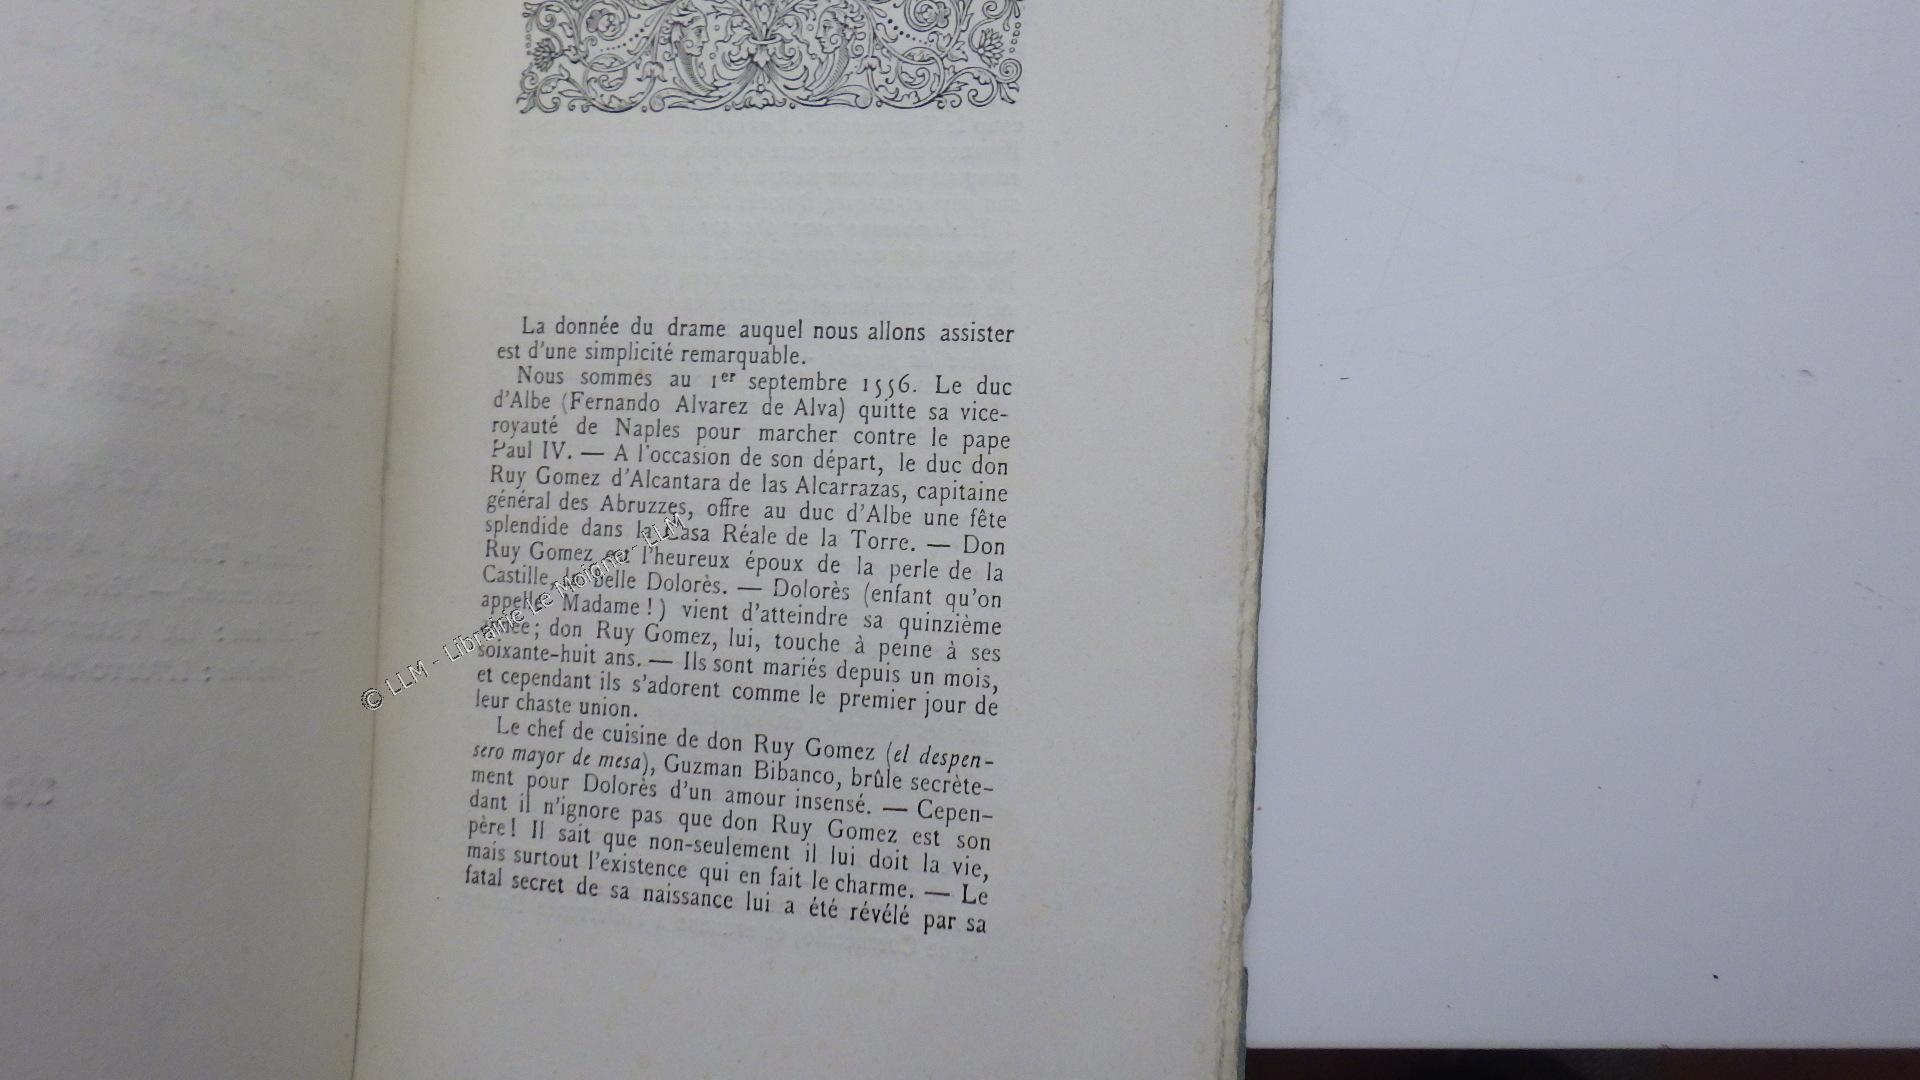 La donnée du drame auquel nous allons assister
est d'une simplicité remarquable.
Nous sommes au 1er septembre 1556. Le duc
d'Albe (Fernando Alvarez de Alva) quitte sa vice-
royauté de Naples pour marcher contre le pape
Paul IV. — A l'occasion de son départ, le duc don
Ruy Gomez d'Alcantara de las Alcarrazas, capitaine
général des Abruzzes, offre au duc d'Albe une fête
splendide dans la Casa Réale de la Torre. — Don
Ruy Gomez est l'heureux époux de la perle de la
Castille, la belle Dolorès. — Dolorès (enfant qu'on
appelle Madame!) vient d'atteindre sa quinzième
année; don Ruy Gomez, lui, touche à peine à ses
soixante-huit ans. — Ils sont mariés depuis un mois,
et cependant ils s'adorent comme le premier jour de
leur chaste union.
Le chef de cuisine de don Ruy Gomez (el despen-
sero mayor de mesa), Guzman Bibanco, brûle secrète-
ment pour Dolorès d'un amour insensé. — Cepen-
dant il n'ignore pas que don Ruy Gomez est son
père! Il sait que non-seulement il lui doit la vie,
mais surtout l'existence qui en fait le charme. — Le
fatal secret de sa naissance lui a été révélé par sa
© LLM - Librairie Le Moigne - LLM